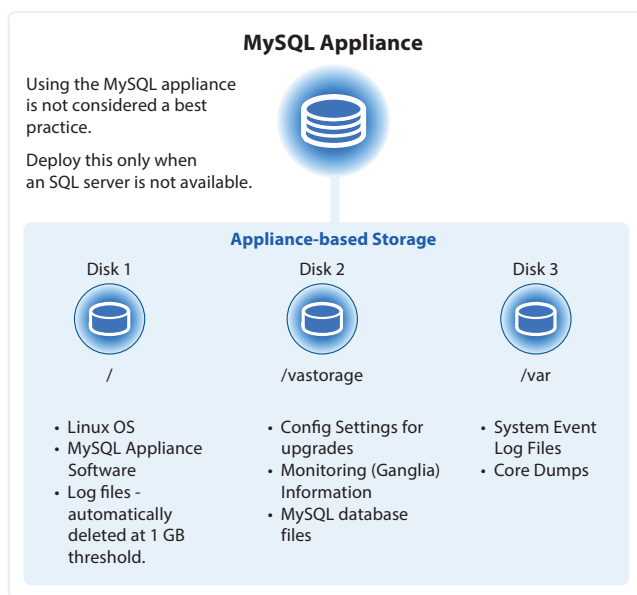 MySQL Appliance
Using the MySQL appliance
is not considered a best
practice.
Deploy this only when
an SQL server is not available.
Appliance-based Storage
Disk 1
/
• Linux OS
• MySQL Appliance
Software
• Log files -
automatically
deleted at 1 GB
threshold.
Disk 2
/vastorage
• Config Settings for
upgrades
• Monitoring (Ganglia)
Information
• MySQL database
files
Disk 3
/var
• System Event
Log Files
• Core Dumps